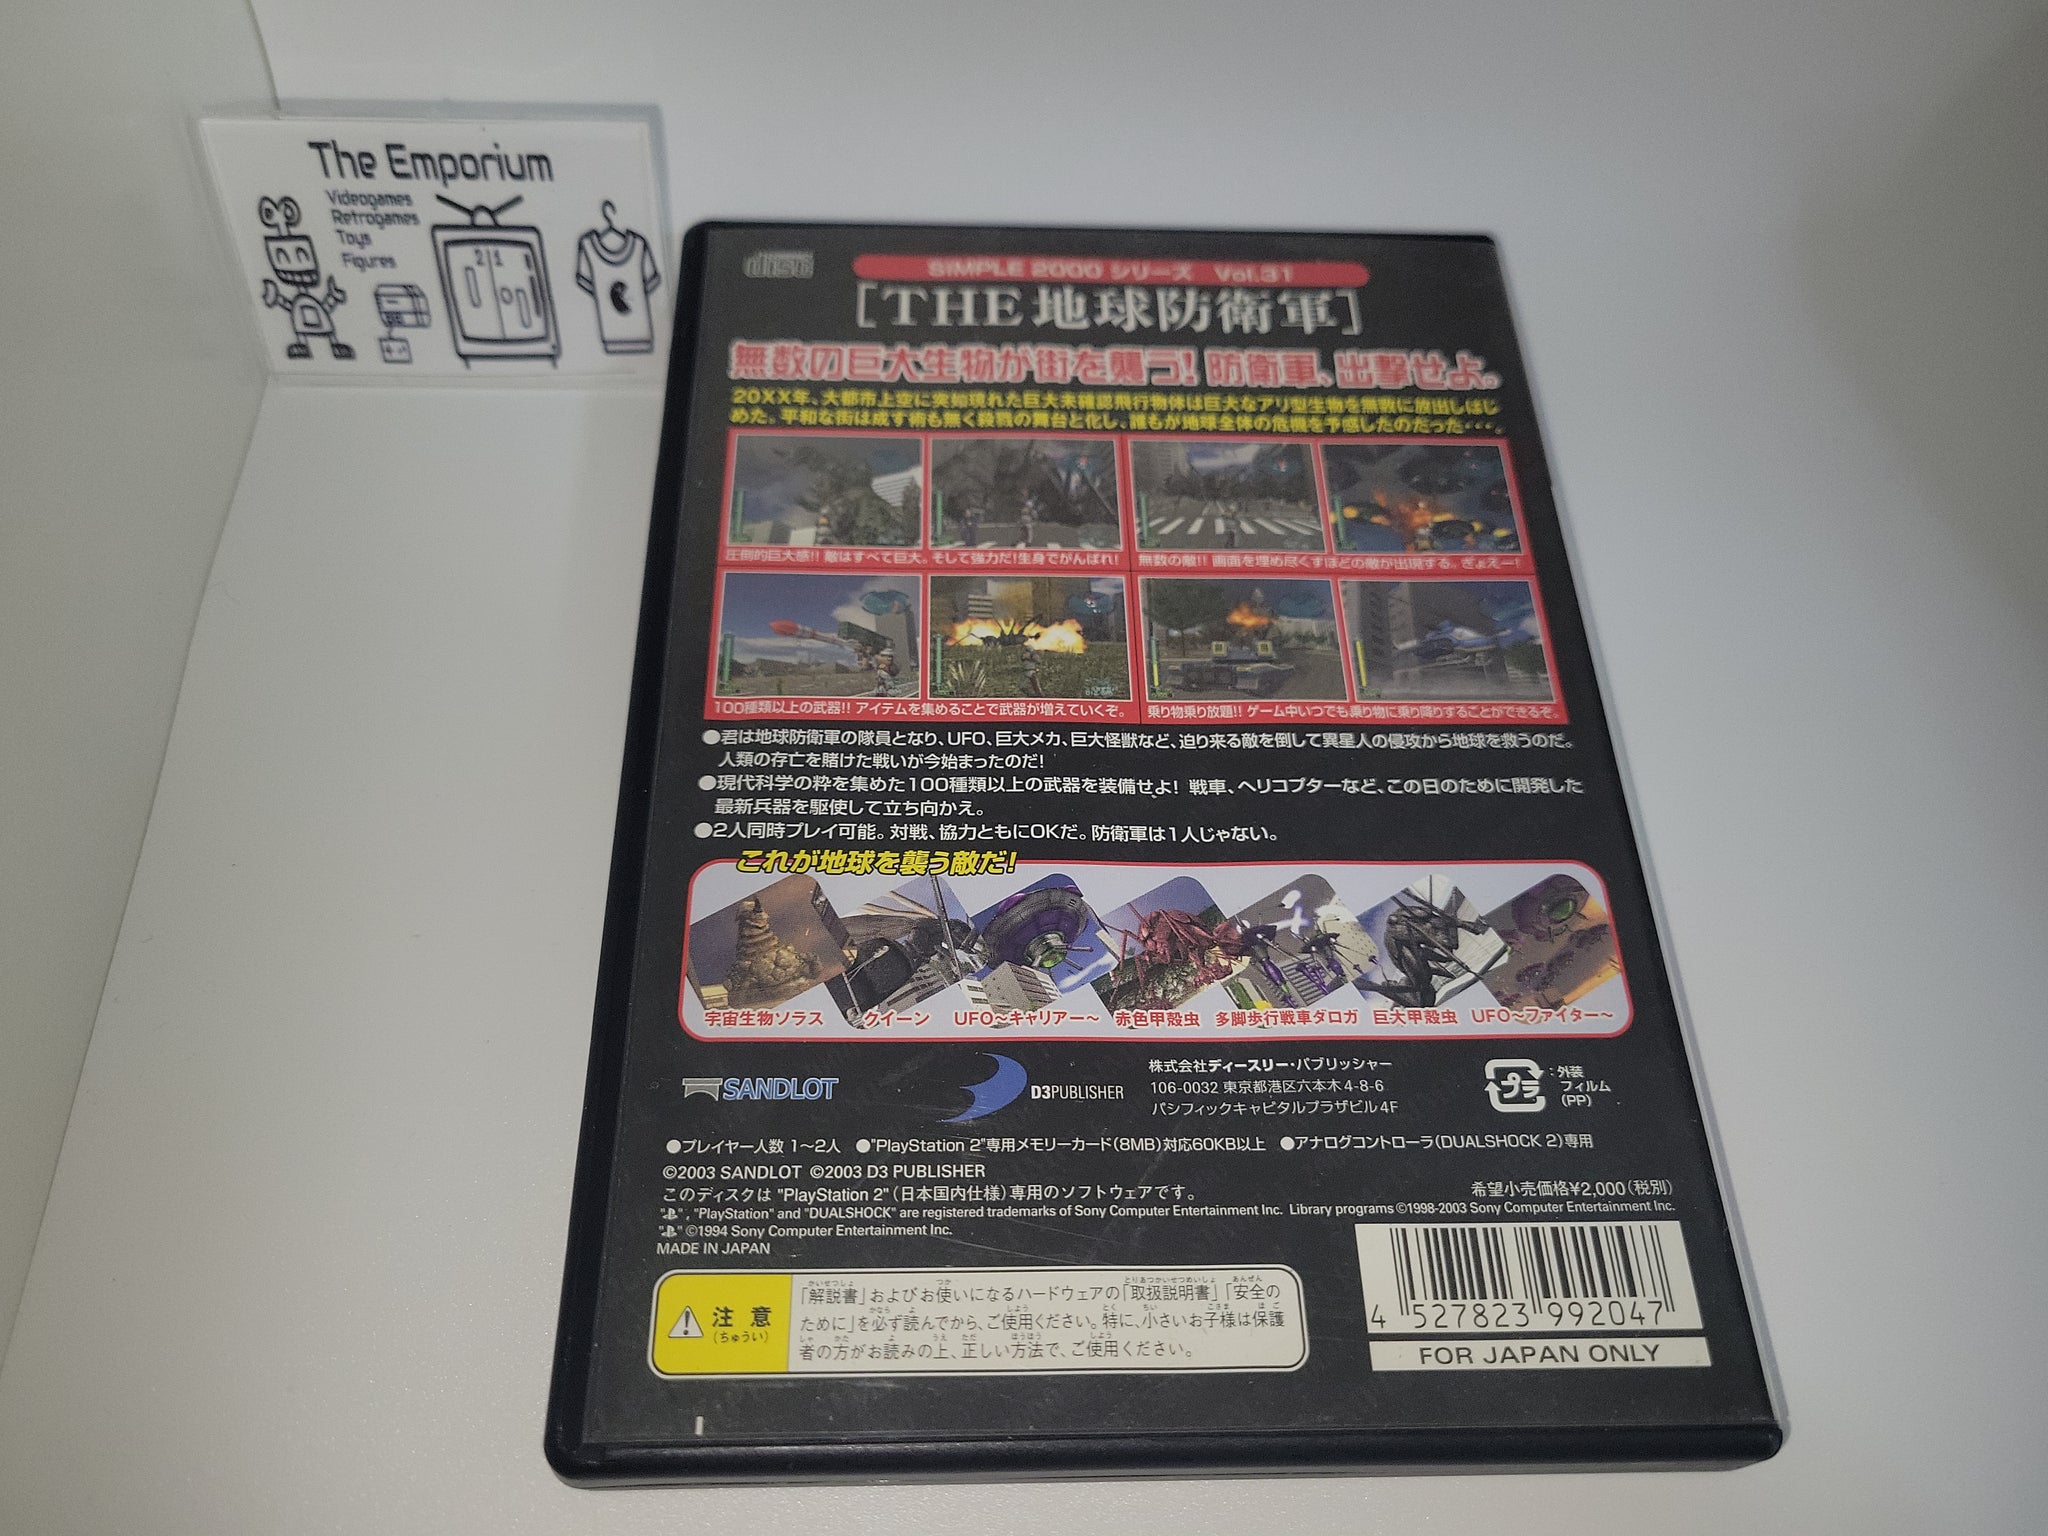 The Emporium
Videogames
Retrogames
Toys
Figures
21
disc
SIMPLE 2000 シリーズ Vol.31
[THE 地球防衛軍]
無数の巨大生物が街を襲う! 防衛軍、出撃せよ。
20XX年、大都市上空に突如現れた巨大未確認飛行物体は巨大なアリ型生物を無数に放出しはじ
めた。平和な街は成す術も無く殺戮の舞台と化し、誰もが地球全体の危機を予感したのだった・・・。
圧倒的巨大感!! 敵はすべて巨大。そして強力だ!生身でがんばれ!
無数の敵!! 画面を埋め尽くすほどの敵が出現する。ぎょえー!
100種類以上の武器!! アイテムを集めることで武器が増えていくぞ。
乗り物乗り放題!! ゲーム中いつでも乗り物に乗り降りすることができるぞ。
●君は地球防衛軍の隊員となり、UFO、巨大メカ、巨大怪獣など、迫り来る敵を倒して異星人の侵攻から地球を救うのだ。
人類の存亡を賭けた戦いが今始まったのだ!
●現代科学の粋を集めた100種類以上の武器を装備せよ! 戦車、ヘリコプターなど、この日のために開発した
最新兵器を駆使して立ち向かえ。
●2人同時プレイ可能。対戦、協力ともにOKだ。防衛軍は1人じゃない。
これが地球を襲う敵だ!
宇宙生物ソラス クイーン UFO〜キャリアー〜 赤色甲殻虫 多脚歩行戦車ダロガ 巨大甲殻虫 UFO〜ファイター〜
SANDLOT
D3PUBLISHER
株式会社ディースリー・パブリッシャー
106-0032 東京都港区六本木4-8-6
パシフィックキャピタルプラザビル4F
プラ
:外装
フィルム
(PP)
●プレイヤー人数 1〜2人 ●"PlayStation 2"専用メモリーカード(8MB)対応60KB以上 ●アナログコントローラ(DUALSHOCK 2)専用
©2003 SANDLOT ©2003 D3 PUBLISHER
このディスクは "PlayStation 2"(日本国内仕様)専用のソフトウェアです。
希望小売価格¥2,000(税別)
" ", "PlayStation" and "DUALSHOCK" are registered trademarks of Sony Computer Entertainment Inc. Library programs ©1998-2003 Sony Computer Entertainment Inc.
" " ©1994 Sony Computer Entertainment Inc.
MADE IN JAPAN
注意
(ちゅうい)
「解説書」およびお使いになるハードウェアの「取扱説明書」「安全の
ために」を必ず読んでから、ご使用ください。特に、小さいお子様は保護
者の方がお読みの上、正しい方法で、ご使用ください。
4 527823 992047
FOR JAPAN ONLY